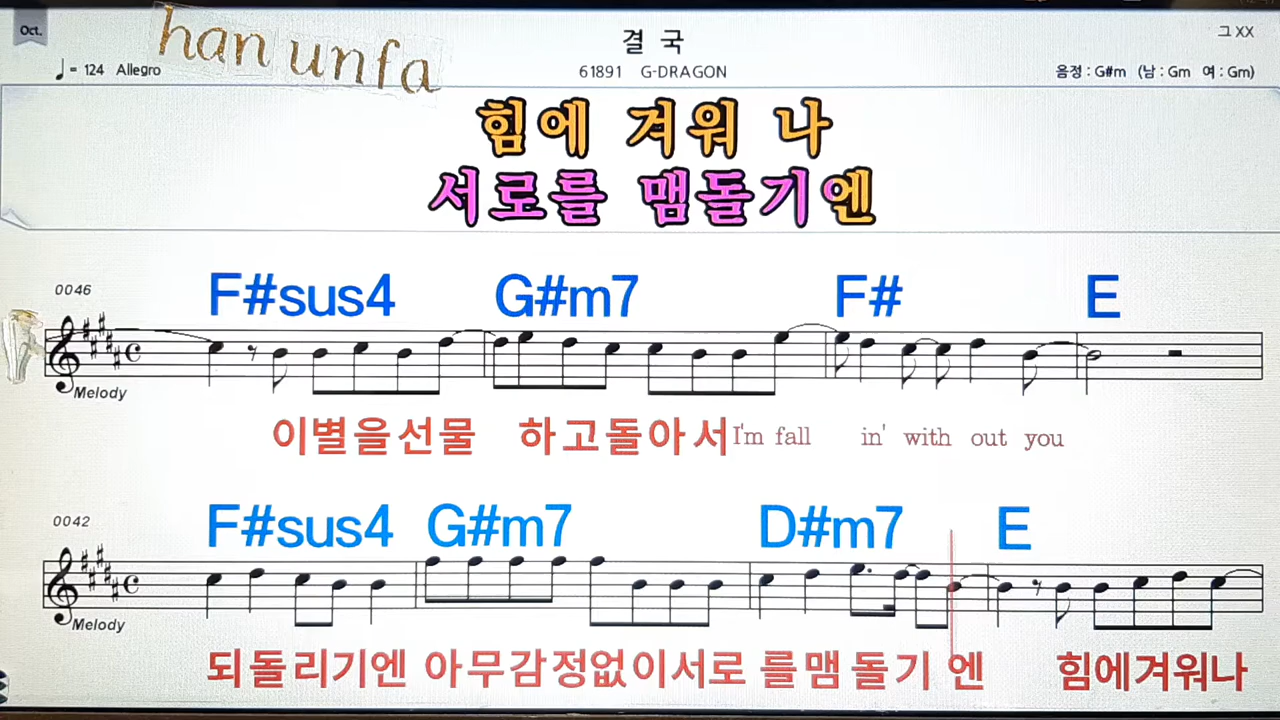 Oct.
han unfa
결 국
그XX
♩= 124 Allegro
61891 G-DRAGON
음정 : G#m (남 : Gm 여 : Gm)
힘에 겨워 나
서로를 맴돌기엔
0046
F#sus4 G#m7 F# E
Melody
이별을선물 하고돌아서 I'm fall in' with out you
0042
F#sus4 G#m7 D#m7 E
Melody
되돌리기엔 아무감정없이서로 를맴 돌기 엔 힘에겨워나